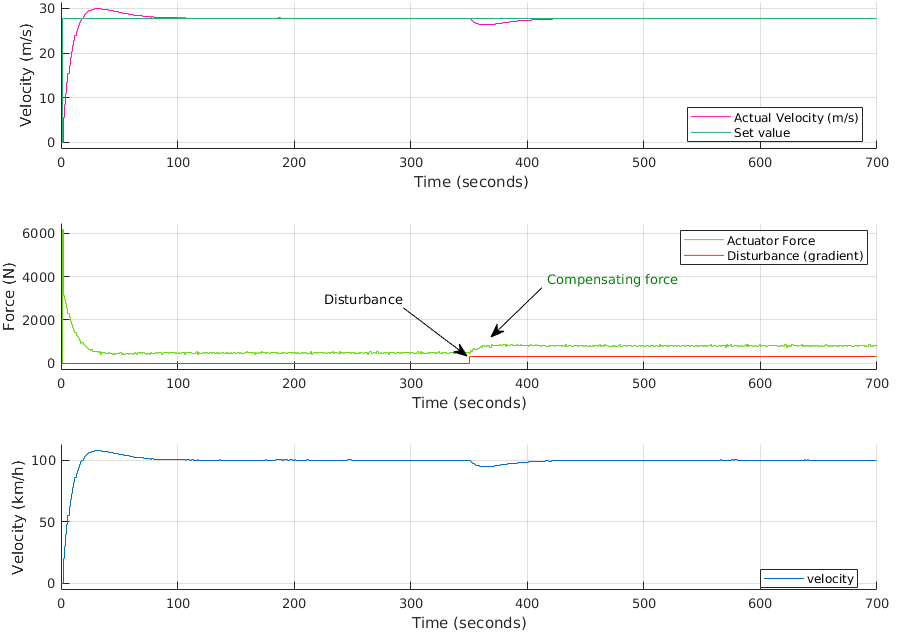 30
20
10
0
Velocity (m/s)
Actual Velocity (m/s)
Set value
0 100 200 300 400 500 600 700
Time (seconds)
6000
4000
2000
0
Force (N)
Actuator Force
Disturbance (gradient)
Compensating force
Disturbance
0 100 200 300 400 500 600 700
Time (seconds)
100
50
0
Velocity (km/h)
velocity
0 100 200 300 400 500 600 700
Time (seconds)